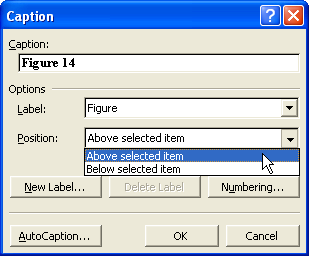 Caption
Caption:
Figure 14
Options
Label: Figure
Position: Above selected item
Above selected item
Below selected item
New Label... Delete Label Numbering...
AutoCaption... OK Cancel